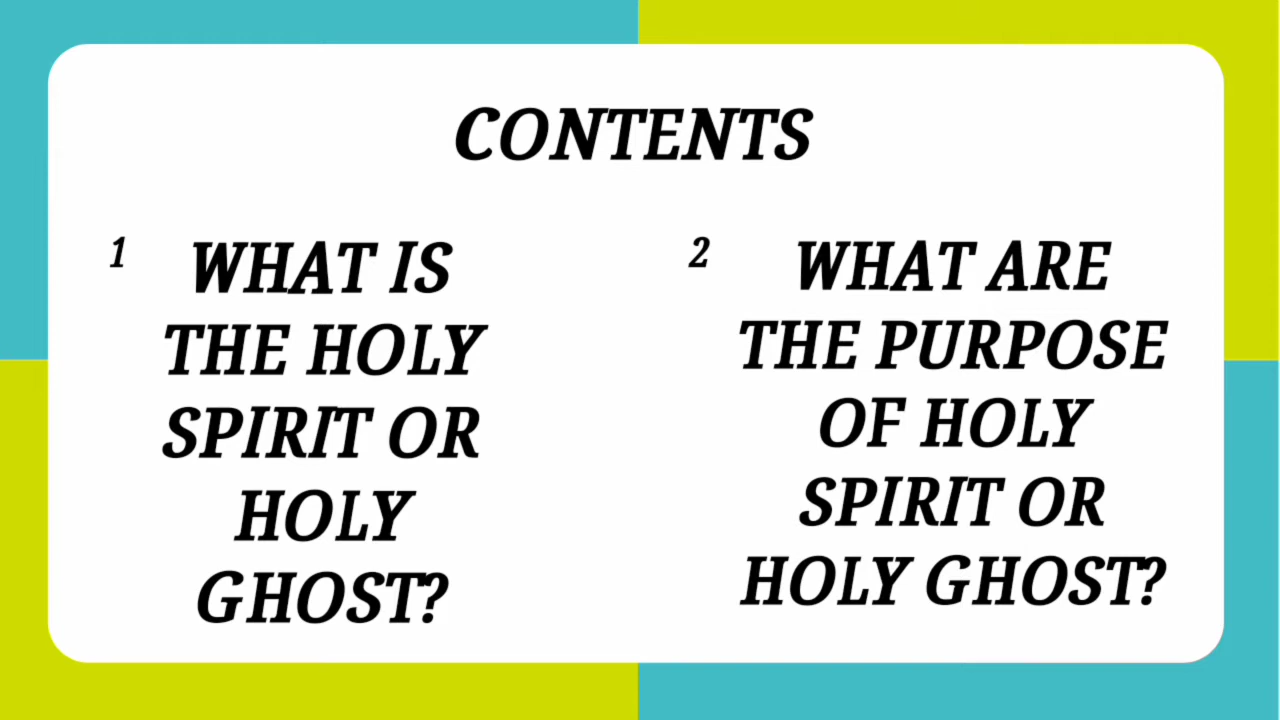 CONTENTS
1
WHAT IS
THE HOLY
SPIRIT OR
HOLY
GHOST?
2
WHAT ARE
THE PURPOSE
OF HOLY
SPIRIT OR
HOLY GHOST?